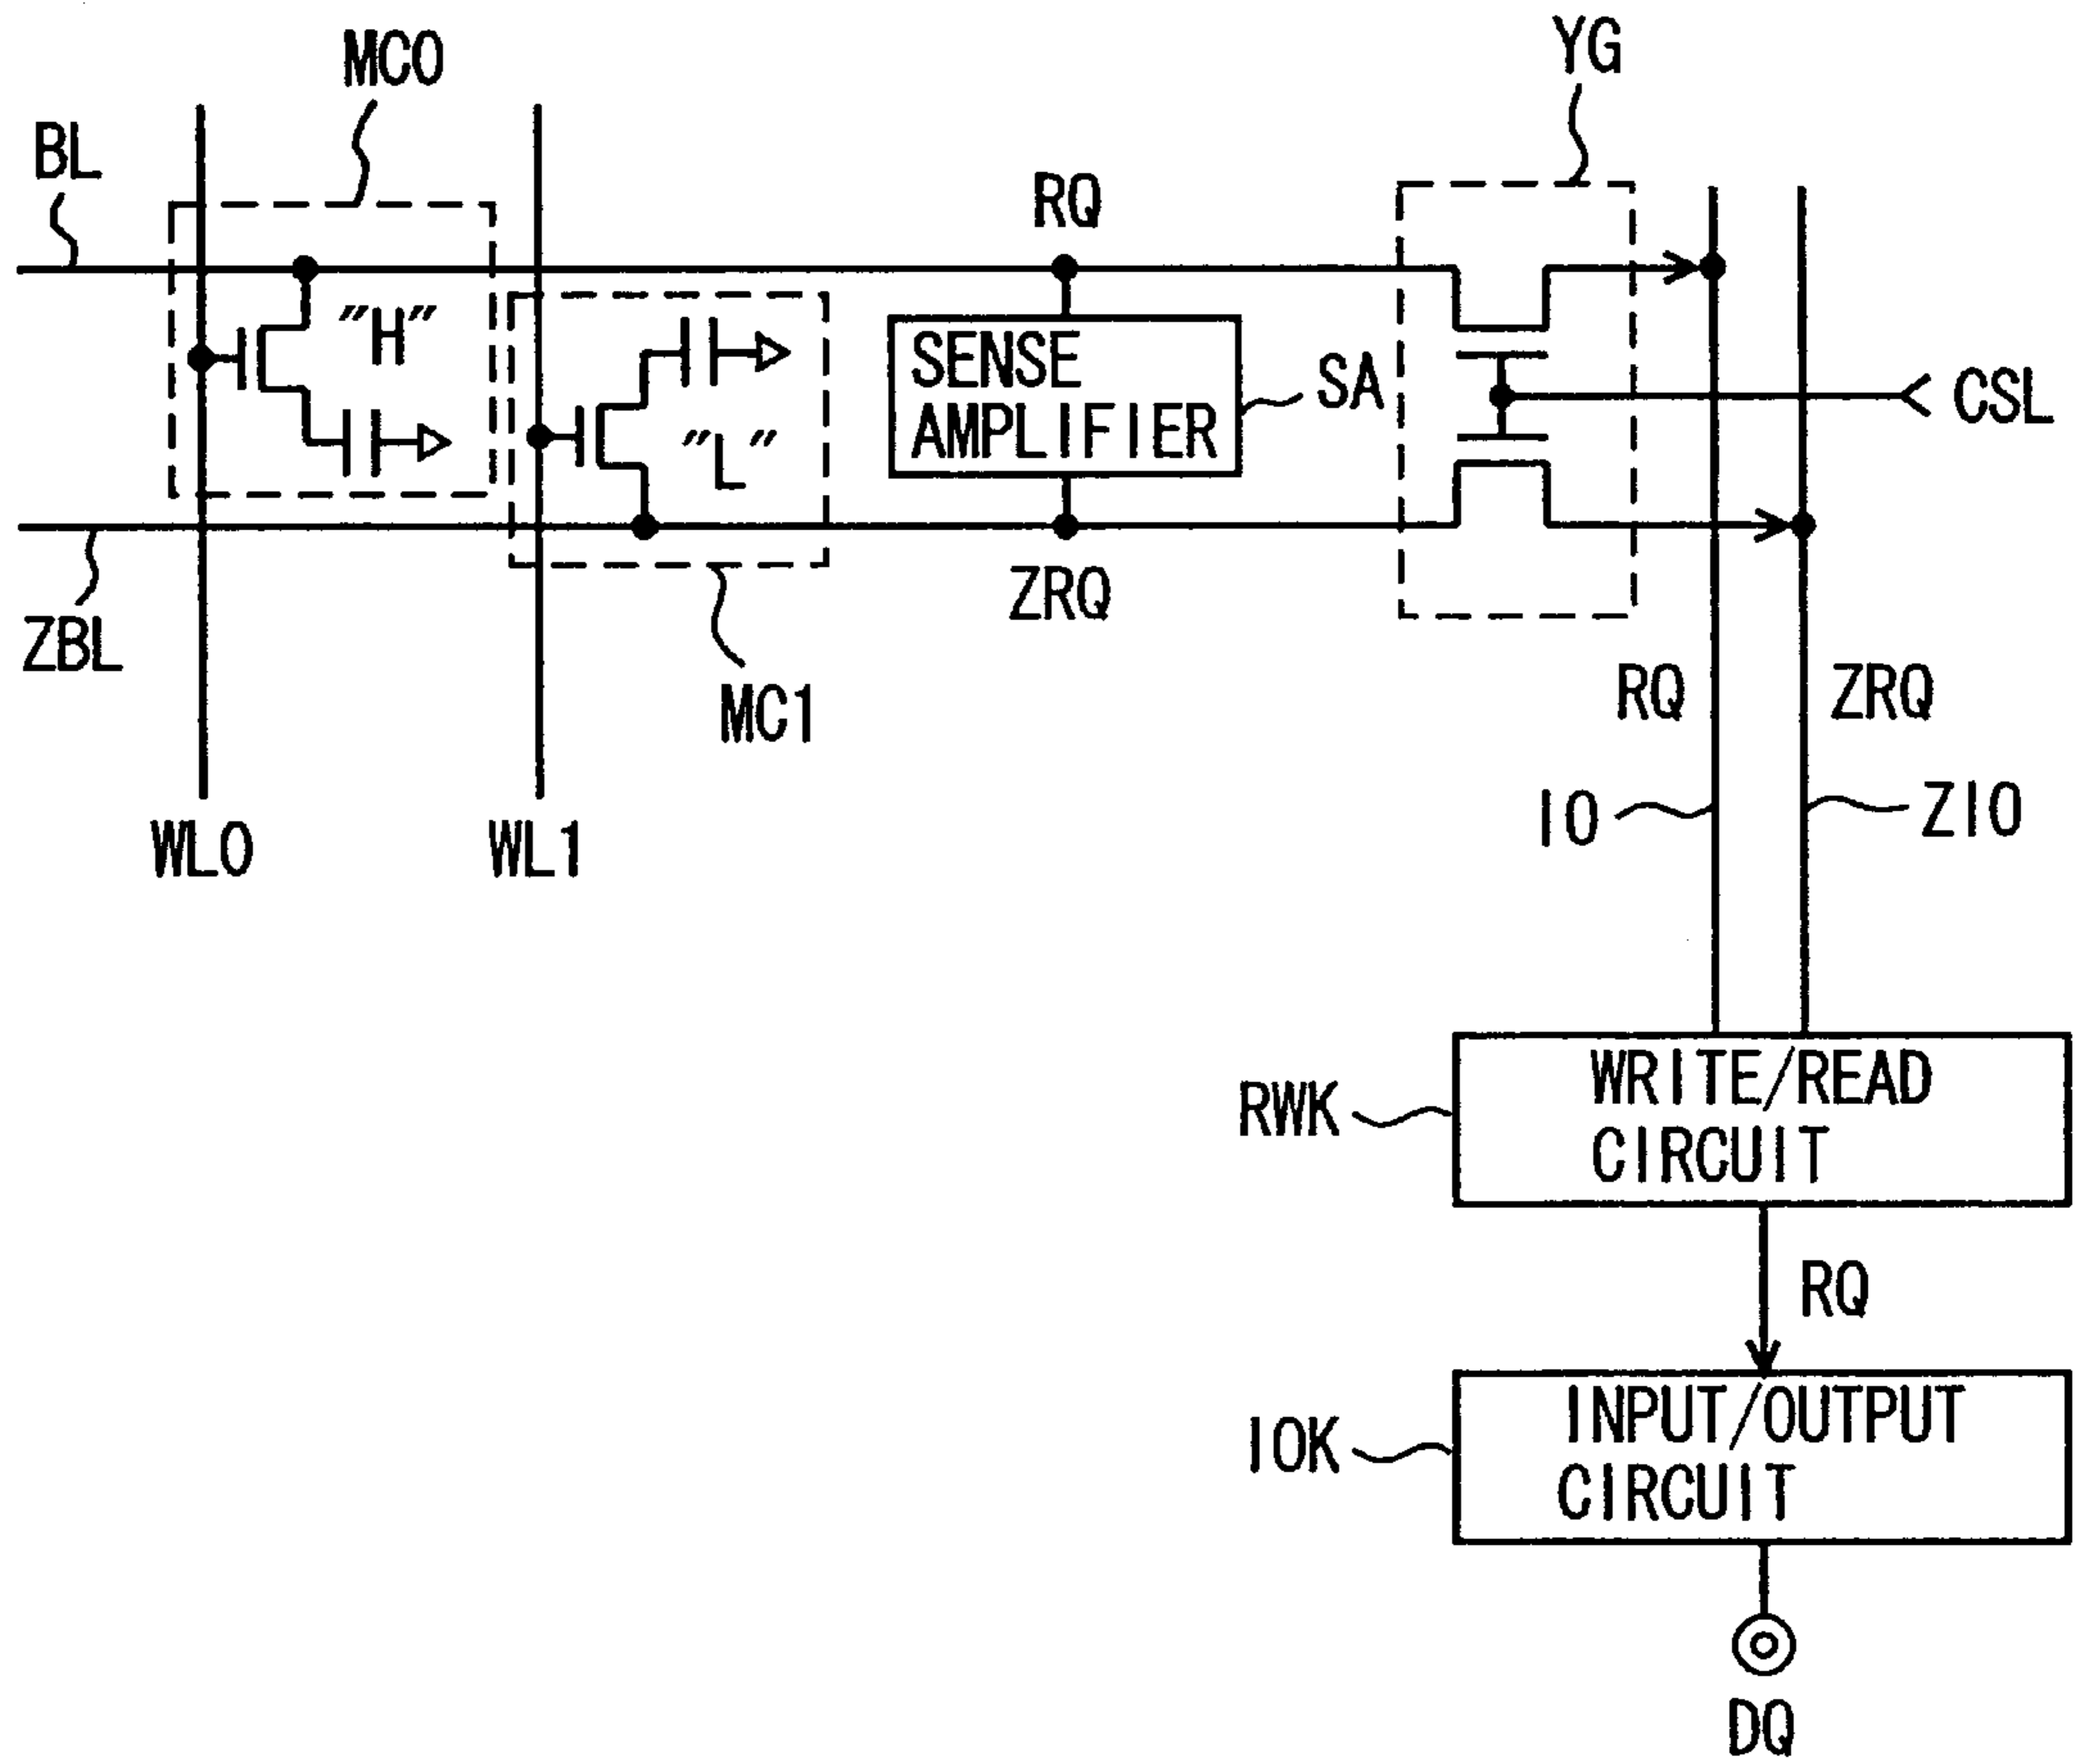 MC0
YG
BL
RQ
"H"
SENSE
AMPLIFIER
SA
CSL
"L"
ZBL
ZRQ
MC1
RQ
ZRQ
WL0
WL1
IO
ZIO
WRITE/READ
CIRCUIT
RWK
RQ
INPUT/OUTPUT
CIRCUIT
IOK
DQ